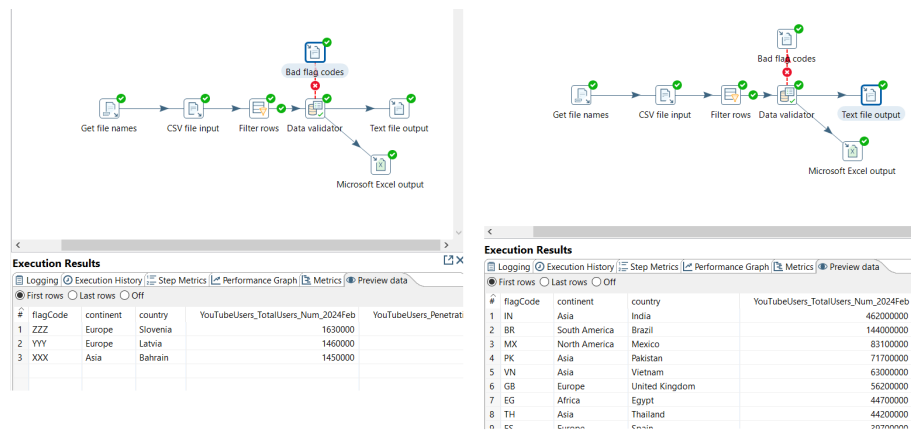 Bad flag codes
Get file names
CSV file input
Filter rows
Data validator
Text file output
Microsoft Excel output
Execution Results
Logging Execution History Step Metrics Performance Graph Metrics Preview data
First rows Last rows Off
# flagCode continent country YouTubeUsers_TotalUsers_Num_2024Feb YouTubeUsers_Penetrati
1 ZZZ Europe Slovenia 1630000
2 YYY Europe Latvia 1460000
3 XXX Asia Bahrain 1450000
Bad flag codes
Get file names
CSV file input
Filter rows
Data validator
Text file output
Microsoft Excel output
Execution Results
Logging Execution History Step Metrics Performance Graph Metrics Preview data
First rows Last rows Off
# flagCode continent country YouTubeUsers_TotalUsers_Num_2024Feb
1 IN Asia India 462000000
2 BR South America Brazil 144000000
3 MX North America Mexico 83100000
4 PK Asia Pakistan 71700000
5 VN Asia Vietnam 63000000
6 GB Europe United Kingdom 56200000
7 EG Africa Egypt 44700000
8 TH Asia Thailand 44200000
9 ES Europe Spain 39700000